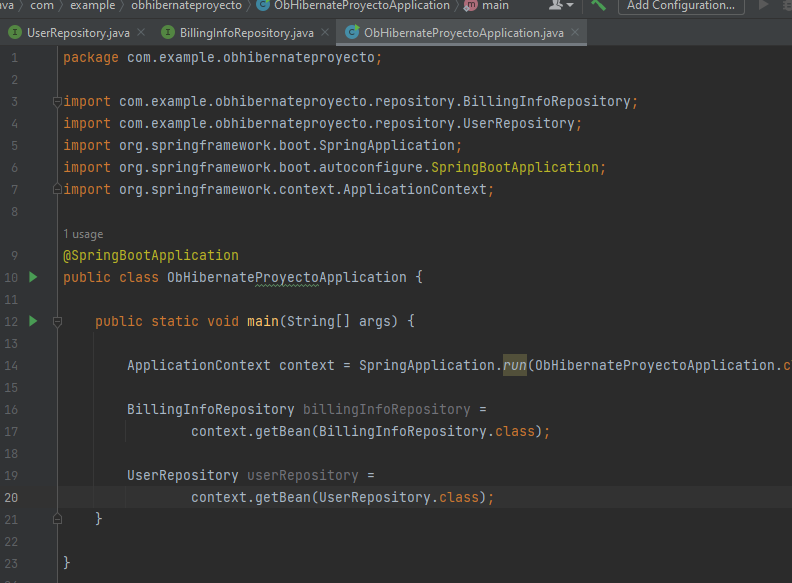 va > com > example > obhibernateproyecto > ObHibernateProyectoApplication > main Add Configuration...
UserRepository.java BillingInfoRepository.java ObHibernateProyectoApplication.java
1 package com.example.obhibernateproyecto;
2
3 import com.example.obhibernateproyecto.repository.BillingInfoRepository;
4 import com.example.obhibernateproyecto.repository.UserRepository;
5 import org.springframework.boot.SpringApplication;
6 import org.springframework.boot.autoconfigure.SpringBootApplication;
7 import org.springframework.context.ApplicationContext;
8
1 usage
9 @SpringBootApplication
10 public class ObHibernateProyectoApplication {
11
12 public static void main(String[] args) {
13
14 ApplicationContext context = SpringApplication.run(ObHibernateProyectoApplication.c
15
16 BillingInfoRepository billingInfoRepository =
17 context.getBean(BillingInfoRepository.class);
18
19 UserRepository userRepository =
20 context.getBean(UserRepository.class);
21 }
22
23 }